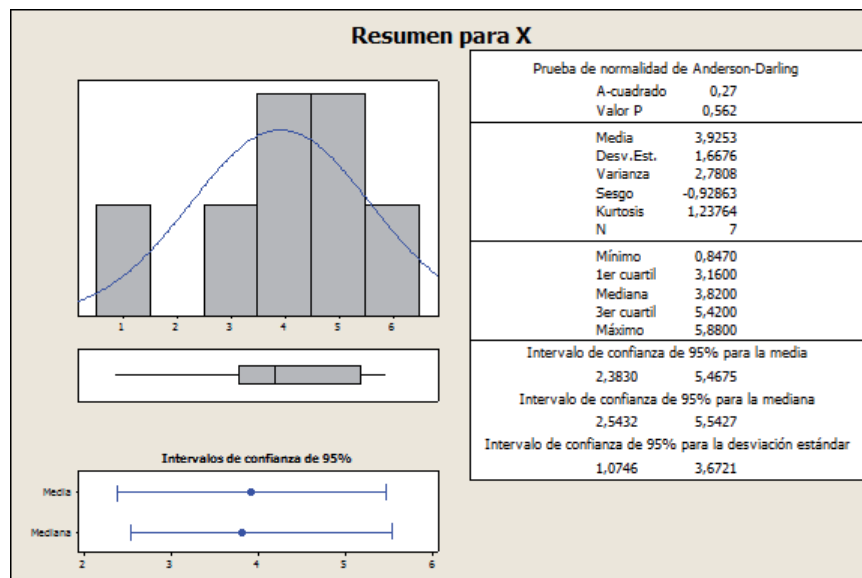 Resumen para X
1 2 3 4 5 6
Intervalos de confianza de 95%
Media
Mediana
2 3 4 5 6
Prueba de normalidad de Anderson-Darling
A-cuadrado 0,27
Valor P 0,562
Media 3,9253
Desv.Est. 1,6676
Varianza 2,7808
Sesgo -0,92863
Kurtosis 1,23764
N 7
Mínimo 0,8470
1er cuartil 3,1600
Mediana 3,8200
3er cuartil 5,4200
Máximo 5,8800
Intervalo de confianza de 95% para la media
2,3830 5,4675
Intervalo de confianza de 95% para la mediana
2,5432 5,5427
Intervalo de confianza de 95% para la desviación estándar
1,0746 3,6721